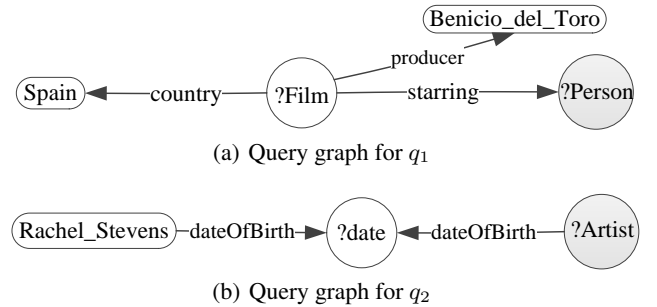 Benicio_del_Toro
producer
Spain country ?Film starring ?Person
(a) Query graph for q1
Rachel_Stevens dateOfBirth ?date dateOfBirth ?Artist
(b) Query graph for q2